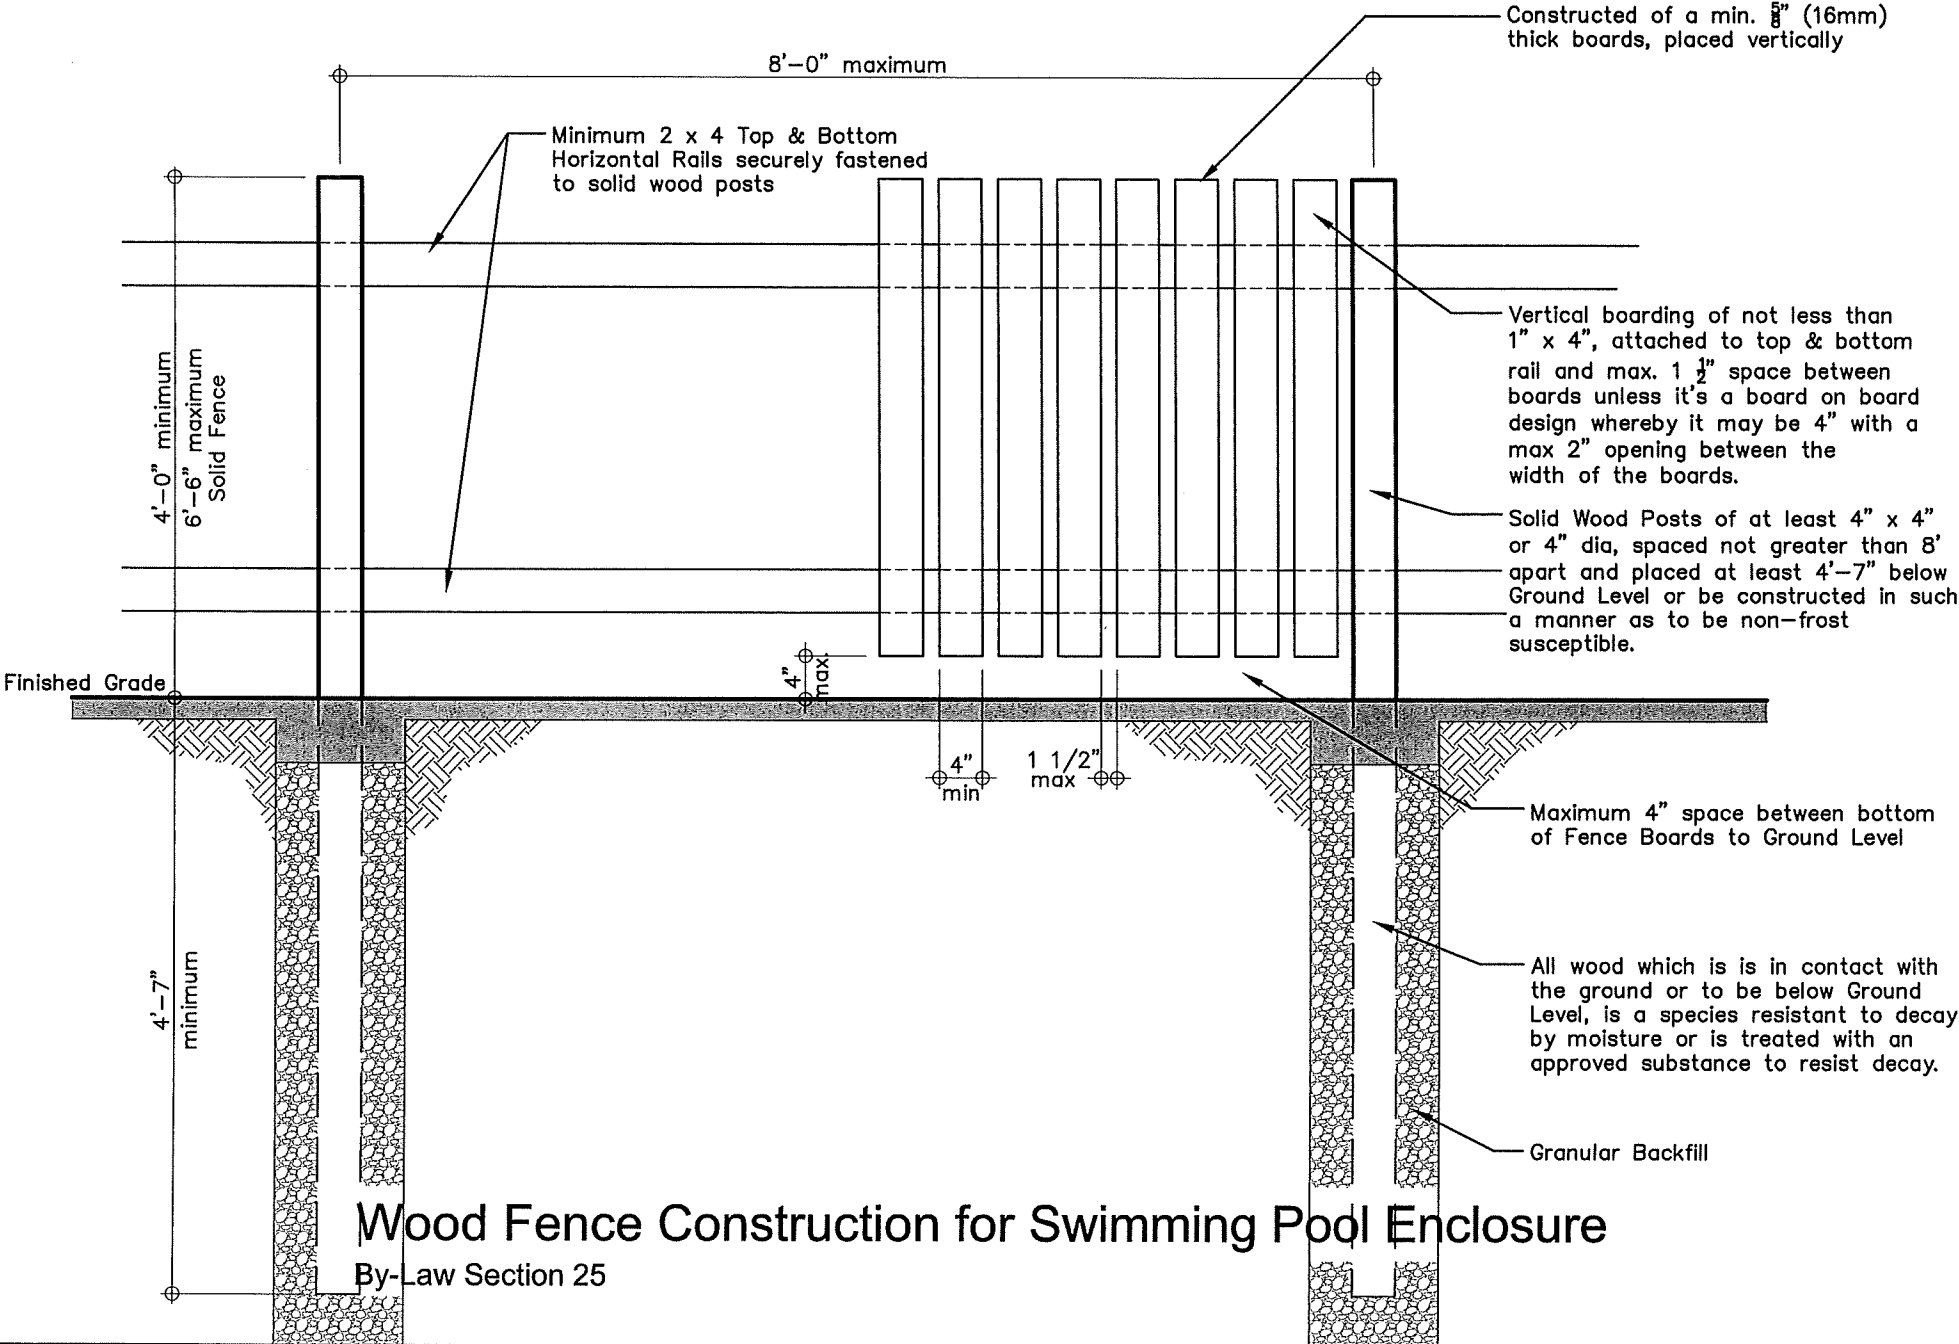 Constructed of a min. 5/8" (16mm)
thick boards, placed vertically
8'-0" maximum
Minimum 2 x 4 Top & Bottom
Horizontal Rails securely fastened
to solid wood posts
4'-0" minimum
6'-6" maximum
Solid Fence
Vertical boarding of not less than
1" x 4", attached to top & bottom
rail and max. 1 1/2" space between
boards unless it's a board on board
design whereby it may be 4" with a
max 2" opening between the
width of the boards.
Solid Wood Posts of at least 4" x 4"
or 4" dia, spaced not greater than 8'
apart and placed at least 4'-7" below
Ground Level or be constructed in such
a manner as to be non-frost
susceptible.
Finished Grade
4"
max.
4"
min
1 1/2"
max
Maximum 4" space between bottom
of Fence Boards to Ground Level
4'-7"
minimum
All wood which is is in contact with
the ground or to be below Ground
Level, is a species resistant to decay
by moisture or is treated with an
approved substance to resist decay.
Granular Backfill
Wood Fence Construction for Swimming Pool Enclosure
By-Law Section 25